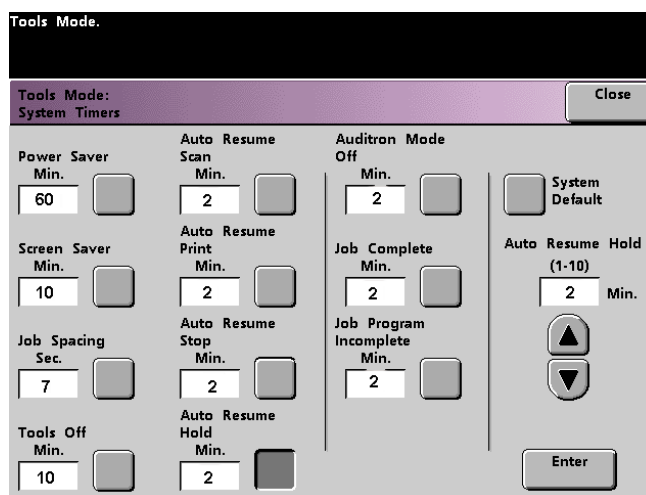 Tools Mode.
Tools Mode:
System Timers
Close
Power Saver
Min.
60
Screen Saver
Min.
10
Job Spacing
Sec.
7
Tools Off
Min.
10
Auto Resume
Scan
Min.
2
Auto Resume
Print
Min.
2
Auto Resume
Stop
Min.
2
Auto Resume
Hold
Min.
2
Auditron Mode
Off
Min.
2
Job Complete
Min.
2
Job Program
Incomplete
Min.
2
System
Default
Auto Resume Hold
(1-10)
2 Min.
Enter